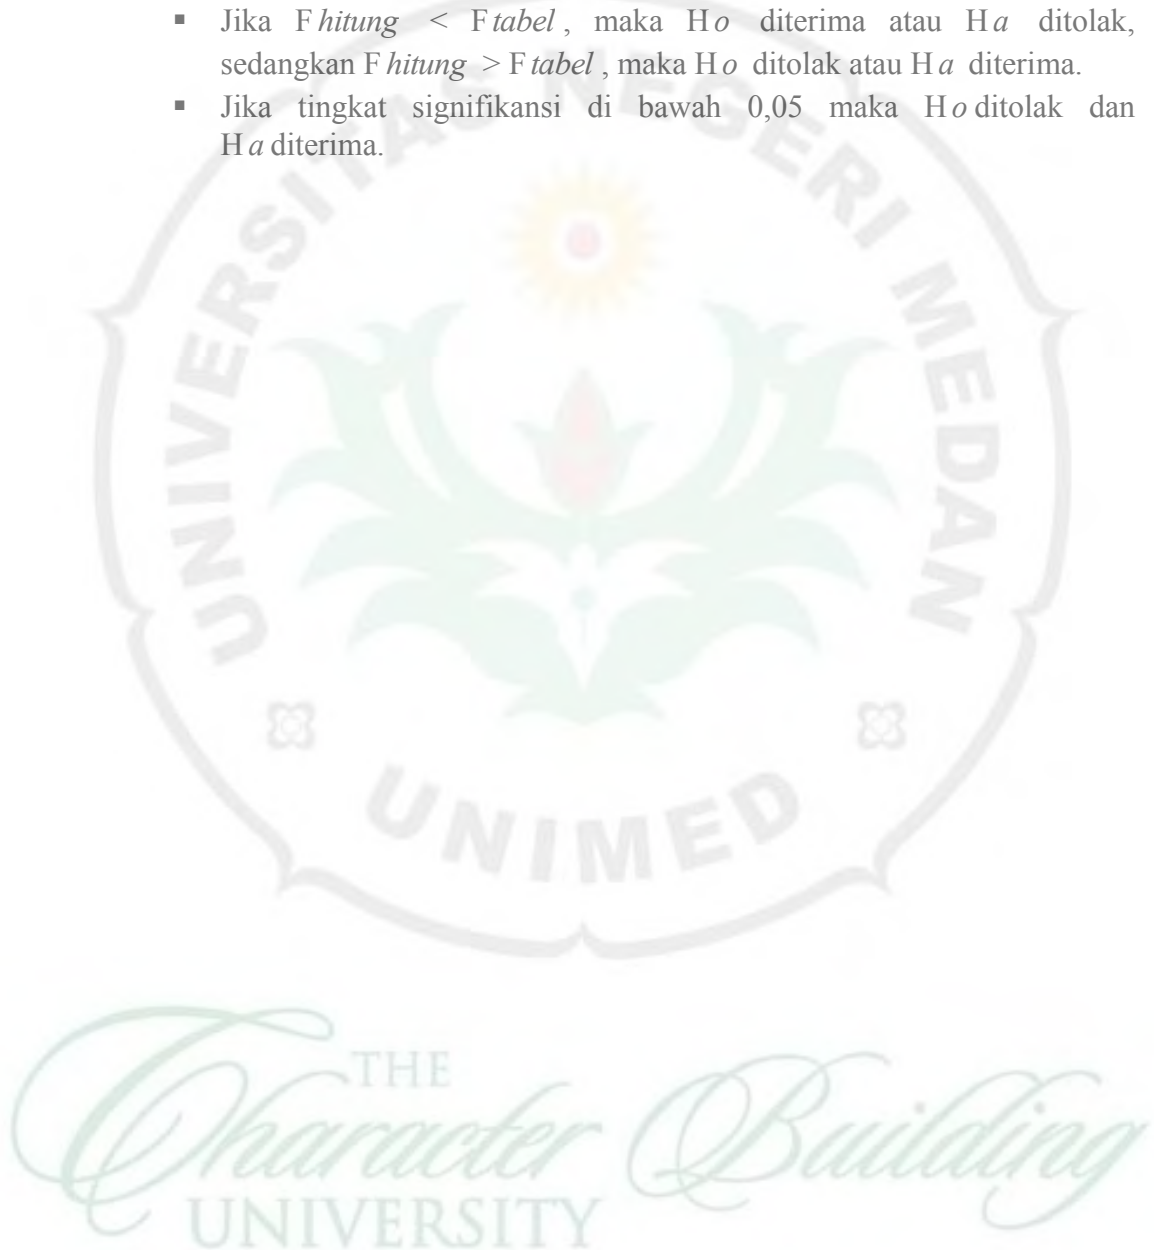 ▪ Jika F hitung < F tabel , maka H o diterima atau H a ditolak,
sedangkan F hitung > F tabel , maka H o ditolak atau H a diterima.
▪ Jika tingkat signifikansi di bawah 0,05 maka H o ditolak dan
H a diterima.
UNIVERSITAS NEGERI MEDAN
UNIMED
THE
Character Building
UNIVERSITY